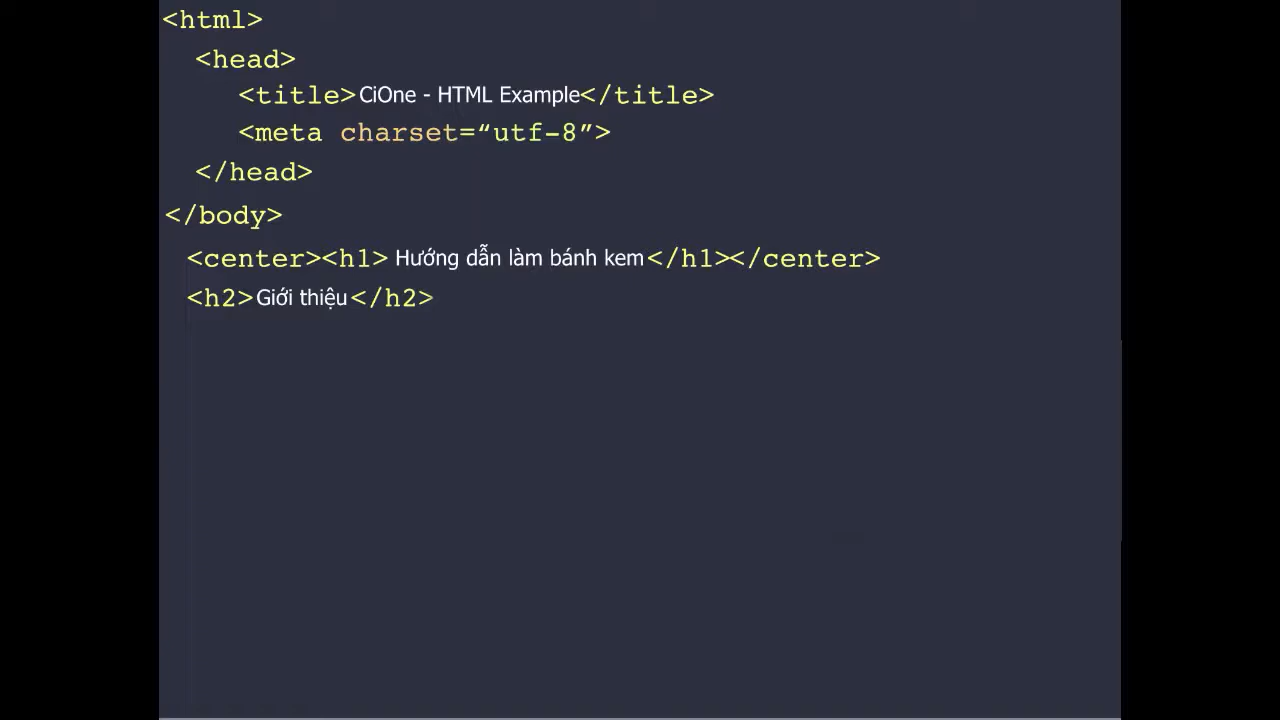 <html>
<head>
<title>CiOne - HTML Example</title>
<meta charset=“utf-8”>
</head>
</body>
<center><h1> Hướng dẫn làm bánh kem</h1></center>
<h2>Giới thiệu</h2>